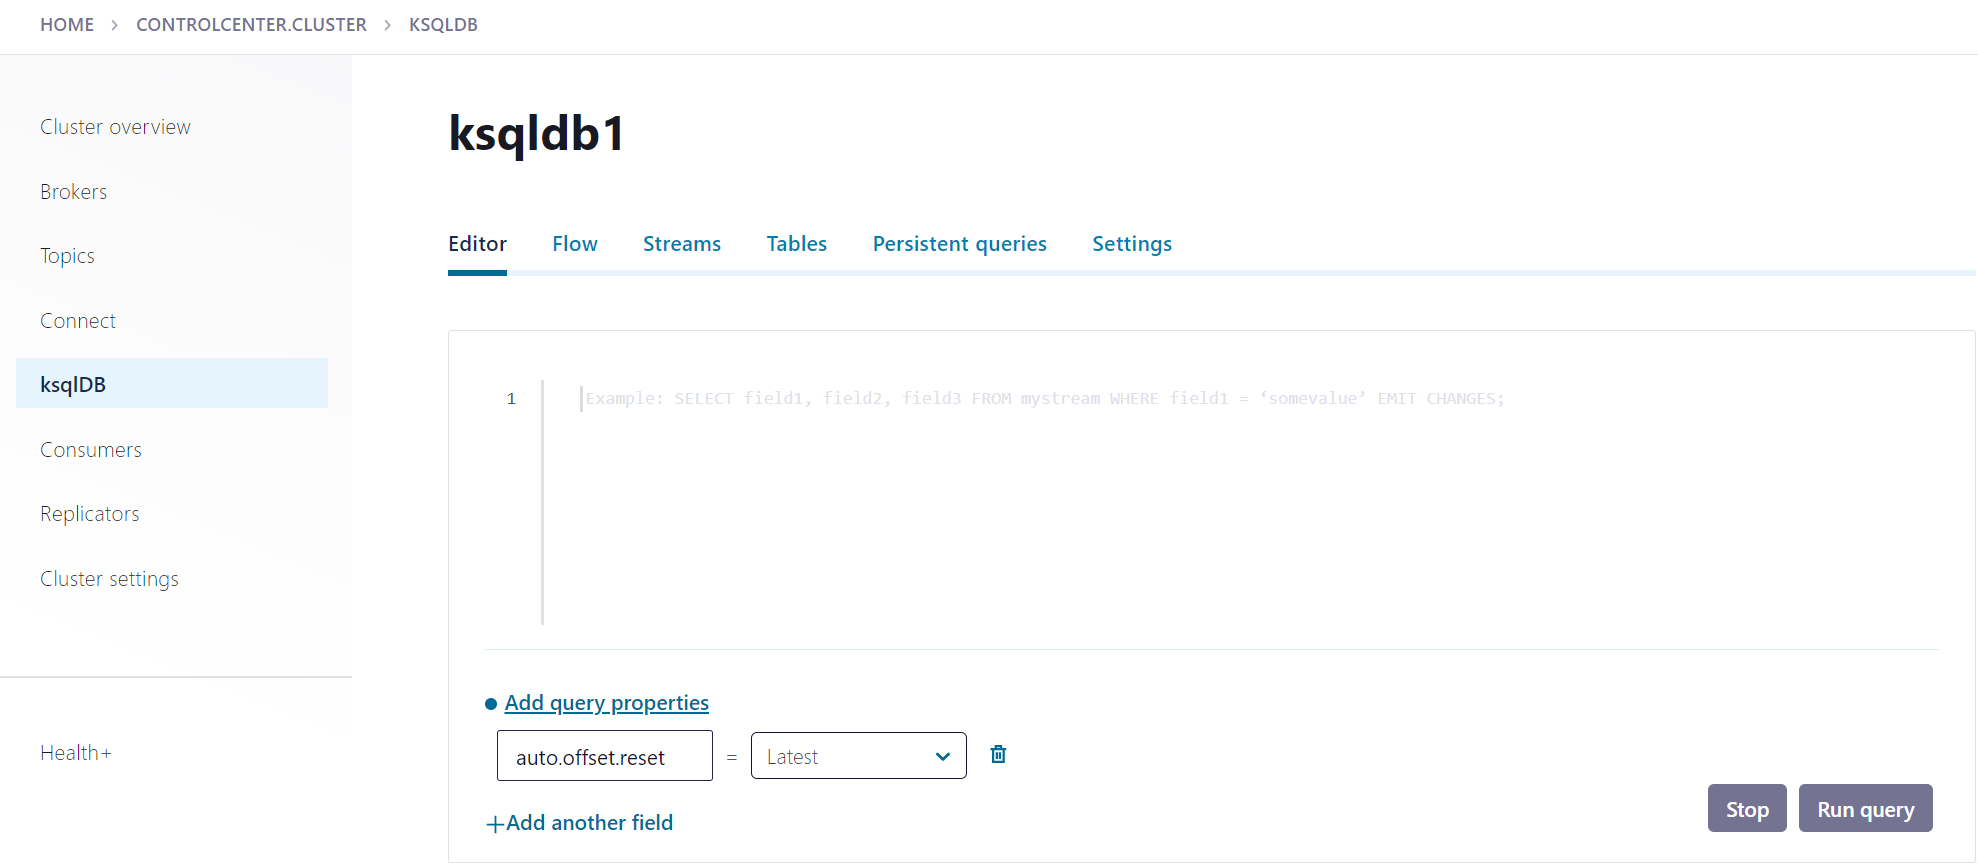 HOME > CONTROLCENTER.CLUSTER > KSQLDB
Cluster overview
Brokers
Topics
Connect
ksqlDB
Consumers
Replicators
Cluster settings
Health+
ksqldb1
Editor Flow Streams Tables Persistent queries Settings
1 Example: SELECT field1, field2, field3 FROM mystream WHERE field1 = ‘somevalue’ EMIT CHANGES;
Add query properties
auto.offset.reset = Latest
+Add another field
Stop Run query